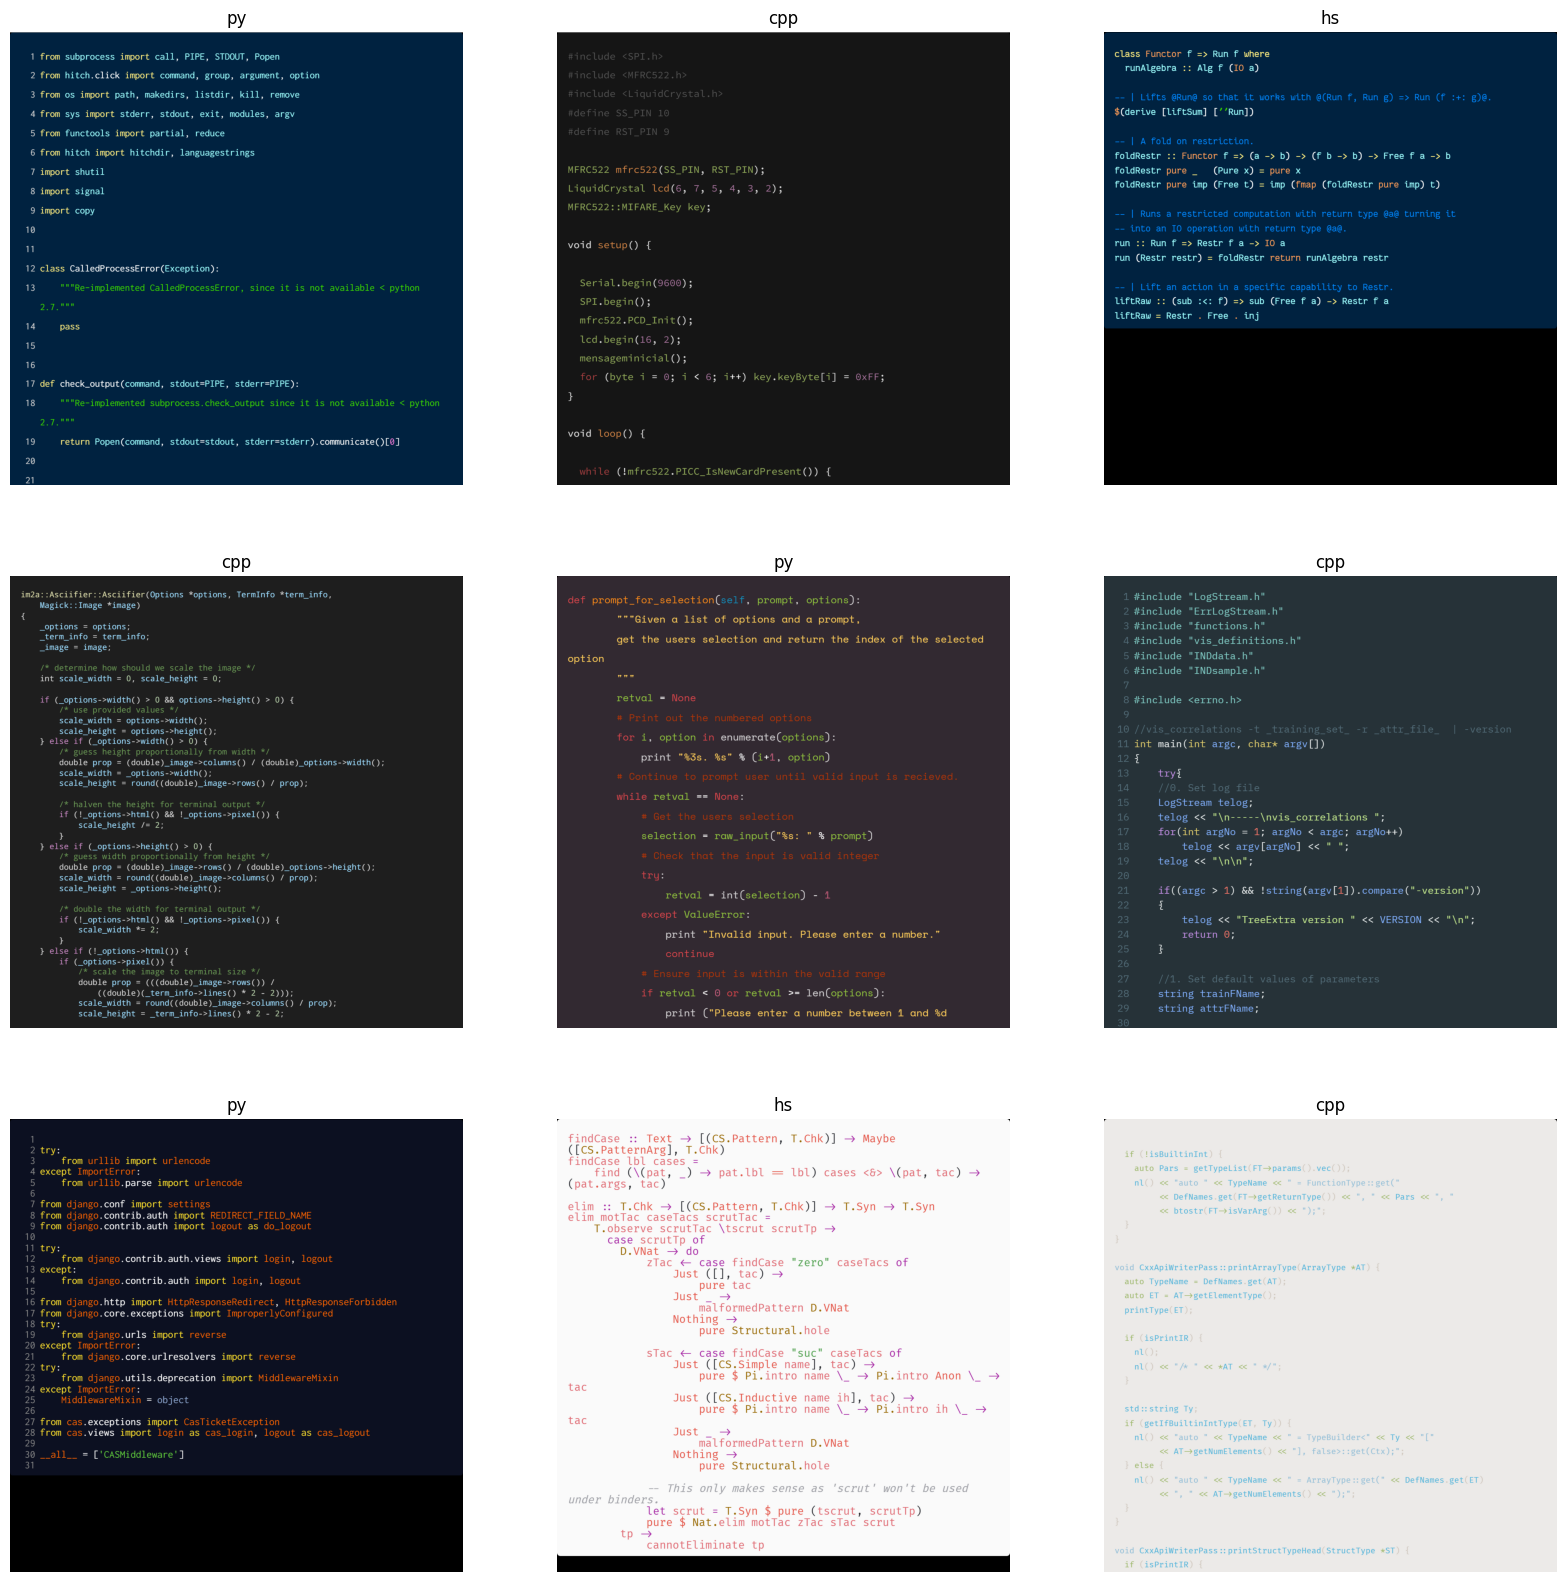 py
1 from subprocess import call, PIPE, STDOUT, Popen
2 from hitch.click import command, group, argument, option
3 from os import path, makedirs, listdir, kill, remove
4 from sys import stderr, stdout, exit, modules, argv
5 from functools import partial, reduce
6 from hitch import hitchdir, languagestrings
7 import shutil
8 import signal
9 import copy
10
11
12 class CalledProcessError(Exception):
13     """Re-implemented CalledProcessError, since it is not available < python
2.7."""
14     pass
15
16
17 def check_output(command, stdout=PIPE, stderr=PIPE):
18     """Re-implemented subprocess.check_output since it is not available < python
2.7."""
19     return Popen(command, stdout=stdout, stderr=stderr).communicate()[0]
20
21
cpp
#include <SPI.h>
#include <MFRC522.h>
#include <LiquidCrystal.h>
#define SS_PIN 10
#define RST_PIN 9
MFRC522 mfrc522(SS_PIN, RST_PIN);
LiquidCrystal lcd(6, 7, 5, 4, 3, 2);
MFRC522::MIFARE_Key key;
void setup() {
  Serial.begin(9600);
  SPI.begin();
  mfrc522.PCD_Init();
  lcd.begin(16, 2);
  mensageminicial();
  for (byte i = 0; i < 6; i++) key.keyByte[i] = 0xFF;
}
void loop() {
  while (!mfrc522.PICC_IsNewCardPresent()) {
hs
class Functor f => Run f where
  runAlgebra :: Alg f (IO a)
-- | Lifts @Run@ so that it works with @(Run f, Run g) => Run (f :+: g)@.
$(derive [liftSum] [''Run])
-- | A fold on restriction.
foldRestr :: Functor f => (a -> b) -> (f b -> b) -> Free f a -> b
foldRestr pure _   (Pure x) = pure x
foldRestr pure imp (Free t) = imp (fmap (foldRestr pure imp) t)
-- | Runs a restricted computation with return type @a@ turning it
-- into an IO operation with return type @a@.
run :: Run f => Restr f a -> IO a
run (Restr restr) = foldRestr return runAlgebra restr
-- | Lift an action in a specific capability to Restr.
liftRaw :: (sub :<: f) => sub (Free f a) -> Restr f a
liftRaw = Restr . Free . inj
cpp
im2a::Asciifier::Asciifier(Options *options, TermInfo *term_info,
    Magick::Image *image)
{
    _options = options;
    _term_info = term_info;
    _image = image;
    /* determine how should we scale the image */
    int scale_width = 0, scale_height = 0;
    if (_options->width() > 0 && options->height() > 0) {
        /* use provided values */
        scale_width = options->width();
        scale_height = options->height();
    } else if (_options->width() > 0) {
        /* guess height proportionally from width */
        double prop = (double)_image->columns() / (double)_options->width();
        scale_width = _options->width();
        scale_height = round((double)_image->rows() / prop);
        /* halven the height for terminal output */
        if (!_options->html() && !_options->pixel()) {
            scale_height /= 2;
        }
    } else if (_options->height() > 0) {
        /* guess width proportionally from height */
        double prop = (double)_image->rows() / (double)_options->height();
        scale_width = round((double)_image->columns() / prop);
        scale_height = _options->height();
        /* double the width for terminal output */
        if (!_options->html() && !_options->pixel()) {
            scale_width *= 2;
        }
    } else if (!_options->html()) {
        if (_options->pixel()) {
            /* scale the image to terminal size */
            double prop = (((double)_image->rows()) /
                ((double)(_term_info->lines() * 2 - 2)));
            scale_width = round((double)_image->columns() / prop);
            scale_height = _term_info->lines() * 2 - 2;
py
def prompt_for_selection(self, prompt, options):
        """Given a list of options and a prompt,
        get the users selection and return the index of the selected
option
        """
        retval = None
        # Print out the numbered options
        for i, option in enumerate(options):
            print "%3s. %s" % (i+1, option)
        # Continue to prompt user until valid input is recieved.
        while retval == None:
            # Get the users selection
            selection = raw_input("%s: " % prompt)
            # Check that the input is valid integer
            try:
                retval = int(selection) - 1
            except ValueError:
                print "Invalid input. Please enter a number."
                continue
            # Ensure input is within the valid range
            if retval < 0 or retval >= len(options):
                print ("Please enter a number between 1 and %d
cpp
1 #include "LogStream.h"
2 #include "ErrLogStream.h"
3 #include "functions.h"
4 #include "vis_definitions.h"
5 #include "INDdata.h"
6 #include "INDsample.h"
7
8 #include <errno.h>
9
10 //vis_correlations -t _training_set_ -r _attr_file_  | -version
11 int main(int argc, char* argv[])
12 {
13     try{
14     //0. Set log file
15     LogStream telog;
16     telog << "\n-----\nvis_correlations ";
17     for(int argNo = 1; argNo < argc; argNo++)
18         telog << argv[argNo] << " ";
19     telog << "\n\n";
20
21     if((argc > 1) && !string(argv[1]).compare("-version"))
22     {
23         telog << "TreeExtra version " << VERSION << "\n";
24         return 0;
25     }
26
27     //1. Set default values of parameters
28     string trainFName;
29     string attrFName;
30
py
1
2 try:
3     from urllib import urlencode
4 except ImportError:
5     from urllib.parse import urlencode
6
7 from django.conf import settings
8 from django.contrib.auth import REDIRECT_FIELD_NAME
9 from django.contrib.auth import logout as do_logout
10
11 try:
12     from django.contrib.auth.views import login, logout
13 except:
14     from django.contrib.auth import login, logout
15
16 from django.http import HttpResponseRedirect, HttpResponseForbidden
17 from django.core.exceptions import ImproperlyConfigured
18 try:
19     from django.urls import reverse
20 except ImportError:
21     from django.core.urlresolvers import reverse
22 try:
23     from django.utils.deprecation import MiddlewareMixin
24 except ImportError:
25     MiddlewareMixin = object
26
27 from cas.exceptions import CasTicketException
28 from cas.views import login as cas_login, logout as cas_logout
29
30 __all__ = ['CASMiddleware']
31
hs
findCase :: Text -> [(CS.Pattern, T.Chk)] -> Maybe
([CS.PatternArg], T.Chk)
findCase lbl cases =
    find (\(pat, _) -> pat.lbl == lbl) cases <&> \(pat, tac) ->
(pat.args, tac)
elim :: T.Chk -> [(CS.Pattern, T.Chk)] -> T.Syn -> T.Syn
elim motTac caseTacs scrutTac =
    T.observe scrutTac \tscrut scrutTp ->
      case scrutTp of
        D.VNat -> do
            zTac <- case findCase "zero" caseTacs of
                Just ([], tac) ->
                    pure tac
                Just _ ->
                    malformedPattern D.VNat
                Nothing ->
                    pure Structural.hole
            sTac <- case findCase "suc" caseTacs of
                Just ([CS.Simple name], tac) ->
                    pure $ Pi.intro name \_ -> Pi.intro Anon \_ ->
tac
                Just ([CS.Inductive name ih], tac) ->
                    pure $ Pi.intro name \_ -> Pi.intro ih \_ ->
tac
                Just _ ->
                    malformedPattern D.VNat
                Nothing ->
                    pure Structural.hole
            -- This only makes sense as 'scrut' won't be used
under binders.
            let scrut = T.Syn $ pure (tscrut, scrutTp)
            pure $ Nat.elim motTac zTac sTac scrut
        tp ->
            cannotEliminate tp
cpp
  if (!isBuiltinInt) {
    auto Pars = getTypeList(FT->params().vec());
    nl() << "auto " << TypeName << " = FunctionType::get("
        << DefNames.get(FT->getReturnType()) << ", " << Pars << ", "
        << btostr(FT->isVarArg()) << ");";
  }
}
void CxxApiWriterPass::printArrayType(ArrayType *AT) {
  auto TypeName = DefNames.get(AT);
  auto ET = AT->getElementType();
  printType(ET);
  if (isPrintIR) {
    nl();
    nl() << "/* " << *AT << " */";
  }
  std::string Ty;
  if (getIfBuiltinIntType(ET, Ty)) {
    nl() << "auto " << TypeName << " = TypeBuilder<" << Ty << "["
        << AT->getNumElements() << "], false>::get(Ctx);";
  } else {
    nl() << "auto " << TypeName << " = ArrayType::get(" << DefNames.get(ET)
        << ", " << AT->getNumElements() << ");";
  }
}
void CxxApiWriterPass::printStructTypeHead(StructType *ST) {
  if (isPrintIR) {